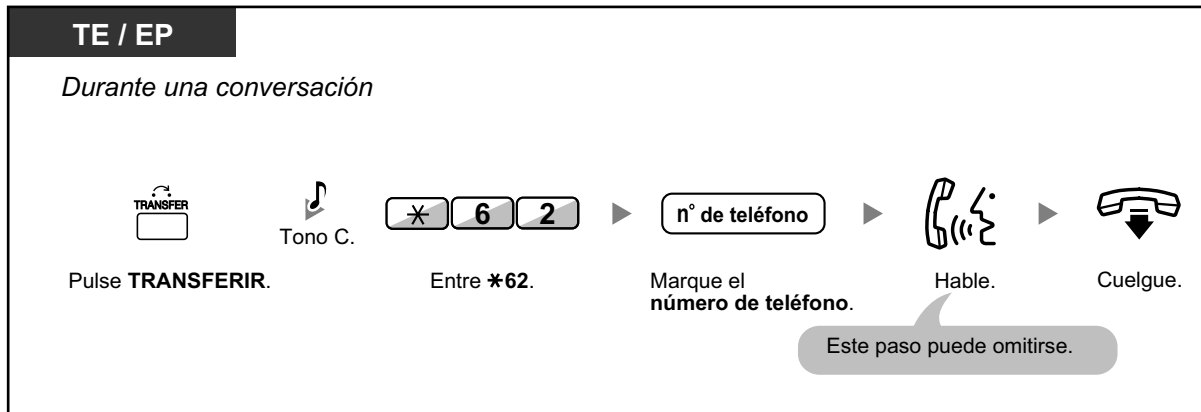 TE / EP
Durante una conversación
TRANSFER
Tono C.
* 6 2
n° de teléfono
Pulse TRANSFERIR.
Entre *62.
Marque el
número de teléfono.
Hable.
Cuelgue.
Este paso puede omitirse.